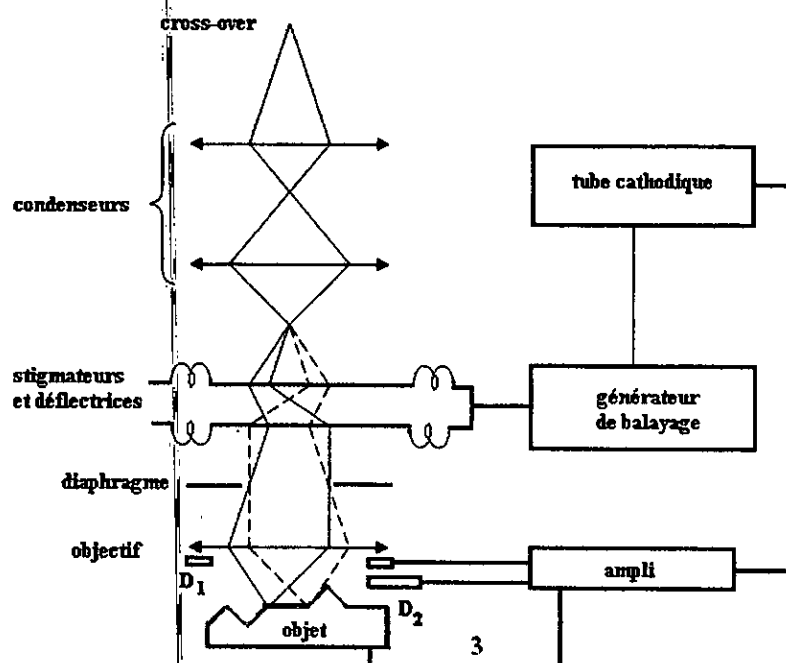 cross-over
condenseurs
tube cathodique
stigmateurs
et déflectrices
générateur
de balayage
diaphragme
objectif
D1
D2
ampli
objet
3